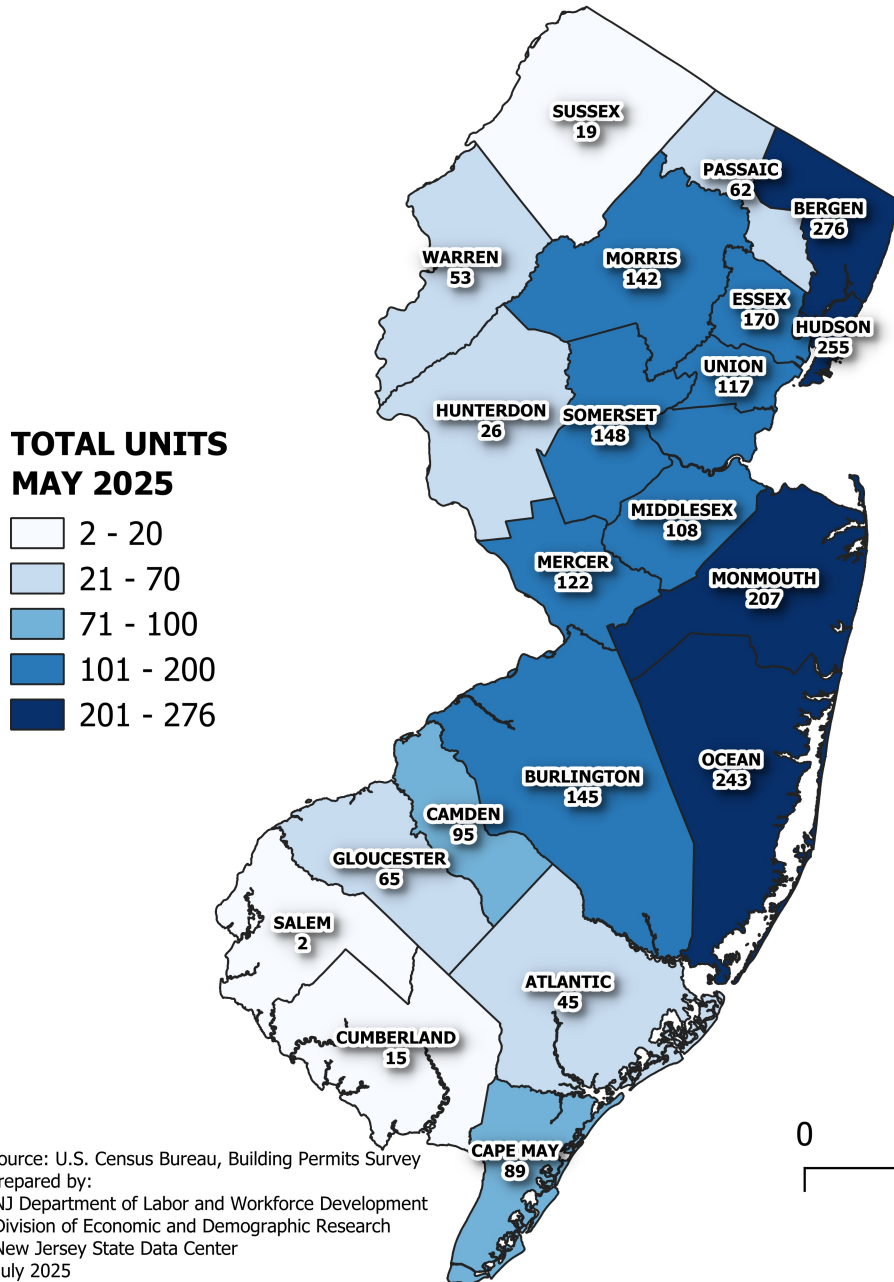 SUSSEX
19
PASSAIC
62
BERGEN
276
WARREN
53
MORRIS
142
ESSEX
170
HUDSON
255
UNION
117
HUNTERDON
26
SOMERSET
148
TOTAL UNITS
MAY 2025
2 - 20
21 - 70
71 - 100
101 - 200
201 - 276
MIDDLESEX
108
MERCER
122
MONMOUTH
207
OCEAN
243
BURLINGTON
145
CAMDEN
95
GLOUCESTER
65
SALEM
2
ATLANTIC
45
CUMBERLAND
15
CAPE MAY
89
0
ource: U.S. Census Bureau, Building Permits Survey
repared by:
NJ Department of Labor and Workforce Development
Division of Economic and Demographic Research
New Jersey State Data Center
uly 2025